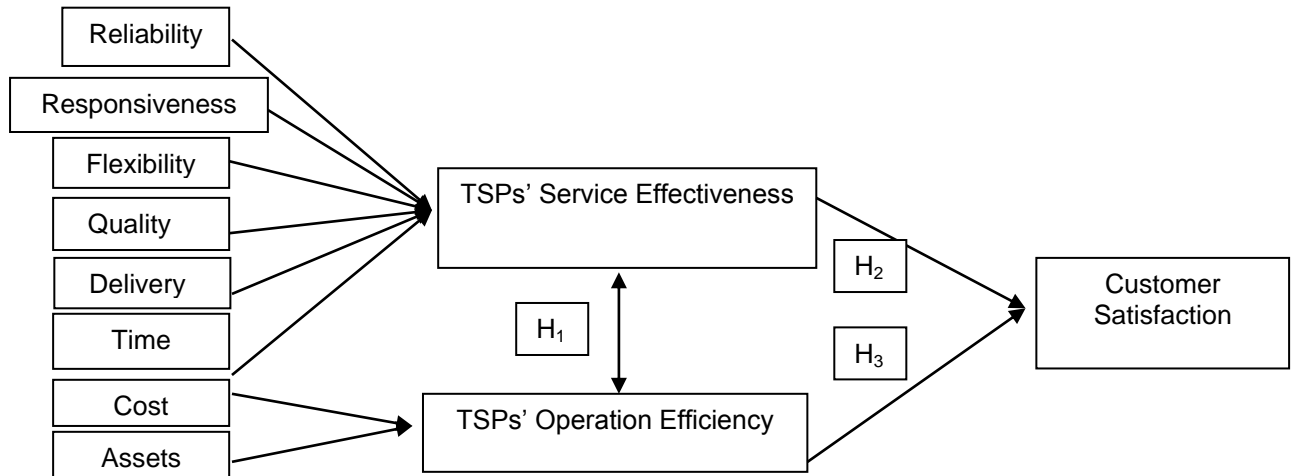 Reliability
Responsiveness
Flexibility
Quality
Delivery
Time
Cost
Assets
TSPs’ Service Effectiveness
H₁
TSPs’ Operation Efficiency
H₂
H₃
Customer
Satisfaction